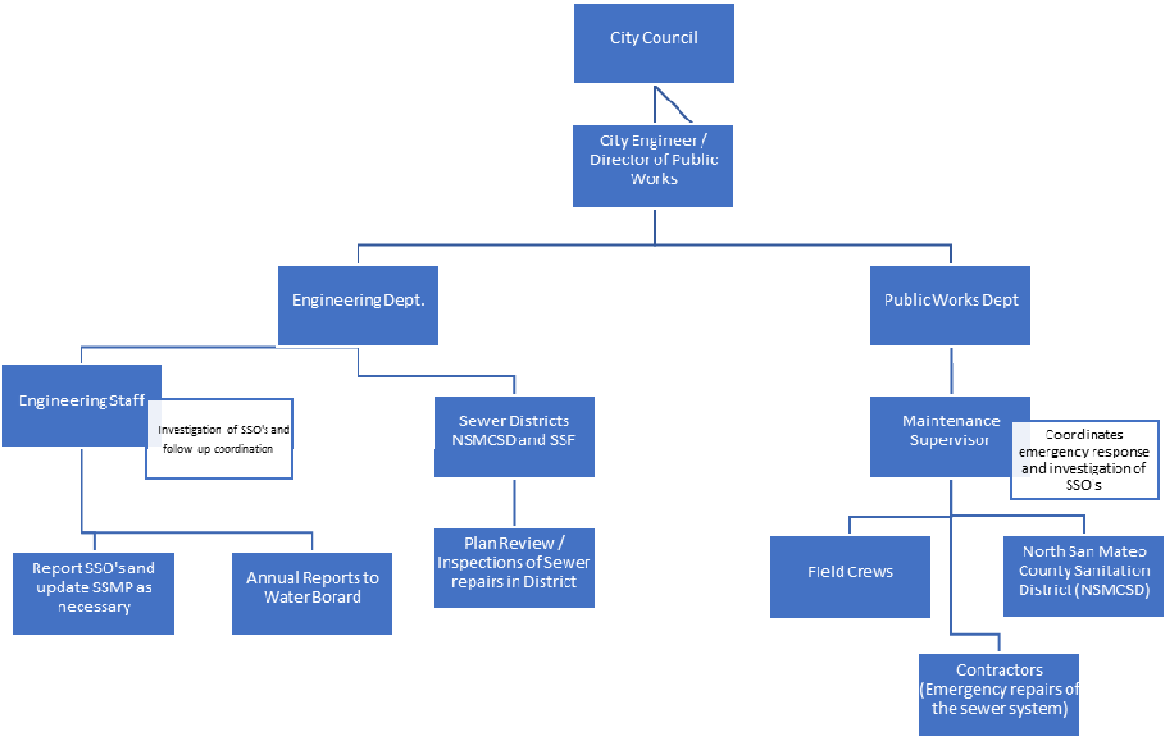 City Council
City Engineer /
Director of Public
Works
Engineering Dept.
Public Works Dept
Engineering Staff
Investigation of SSO's and
follow up coordination
Sewer Districts
NSMCSD and SSF
Maintenance
Supervisor
Coordinates
emergency response
and investigation of
SSO's
Report SSO's and
update SSMP as
necessary
Annual Reports to
Water Borard
Plan Review /
Inspections of Sewer
repairs in District
Field Crews
North San Mateo
County Sanitation
District (NSMCSD)
Contractors
(Emergency repairs of
the sewer system)